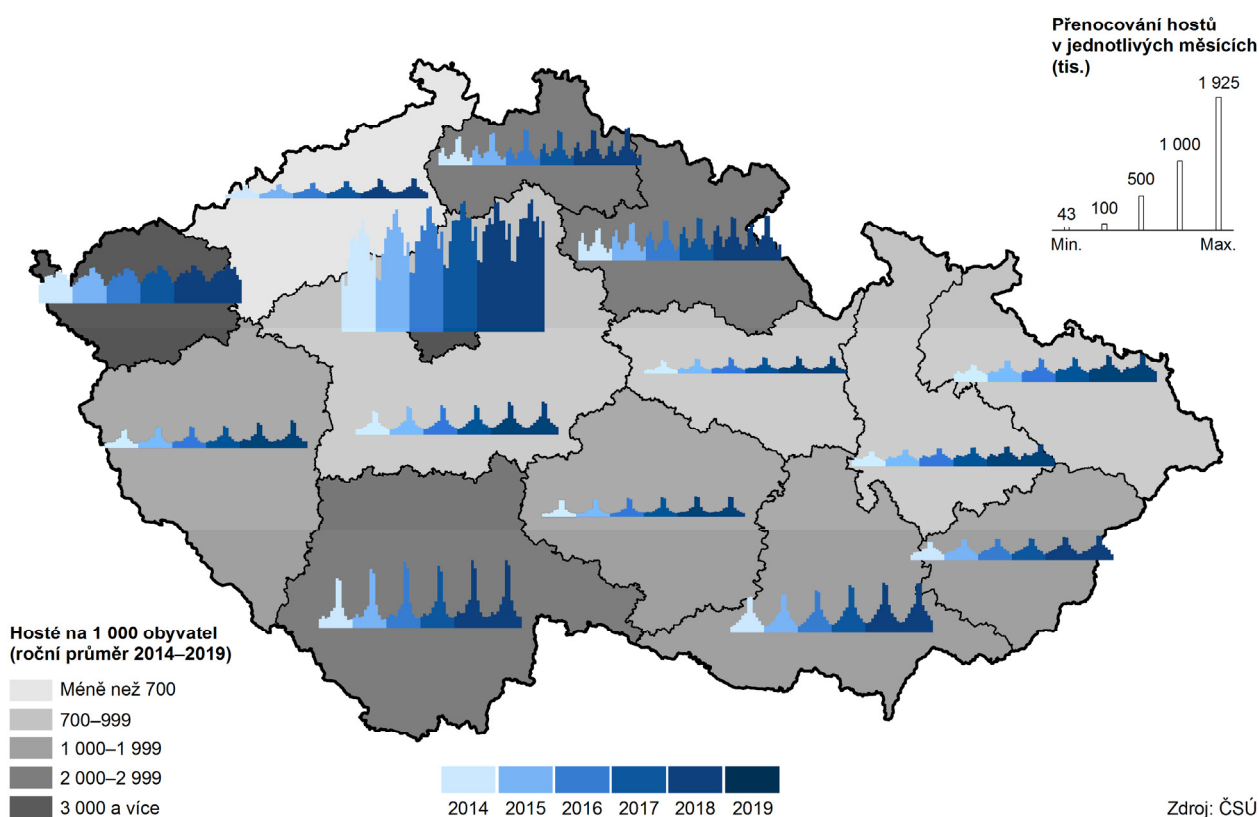 Přenocování hostů
v jednotlivých měsících
(tis.)
1 925
1 000
500
100
43
Min.
Max.
Hosté na 1 000 obyvatel
(roční průměr 2014–2019)
Méně než 700
700–999
1 000–1 999
2 000–2 999
3 000 a více
2014 2015 2016 2017 2018 2019
Zdroj: ČSÚ